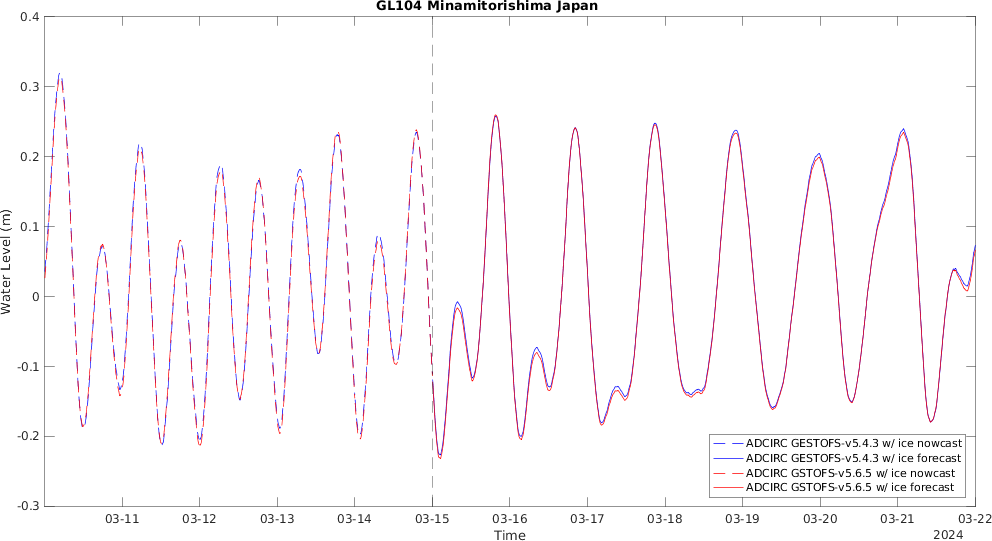 GL104 Minamitorishima Japan
0.4
0.3
0.2
0.1
0
-0.1
-0.2
-0.3
Water Level (m)
ADCIRC GESTOFS-v5.4.3 w/ ice nowcast
ADCIRC GESTOFS-v5.4.3 w/ ice forecast
ADCIRC GSTOFS-v5.6.5 w/ ice nowcast
ADCIRC GSTOFS-v5.6.5 w/ ice forecast
03-11 03-12 03-13 03-14 03-15 03-16 03-17 03-18 03-19 03-20 03-21 03-22
Time
2024